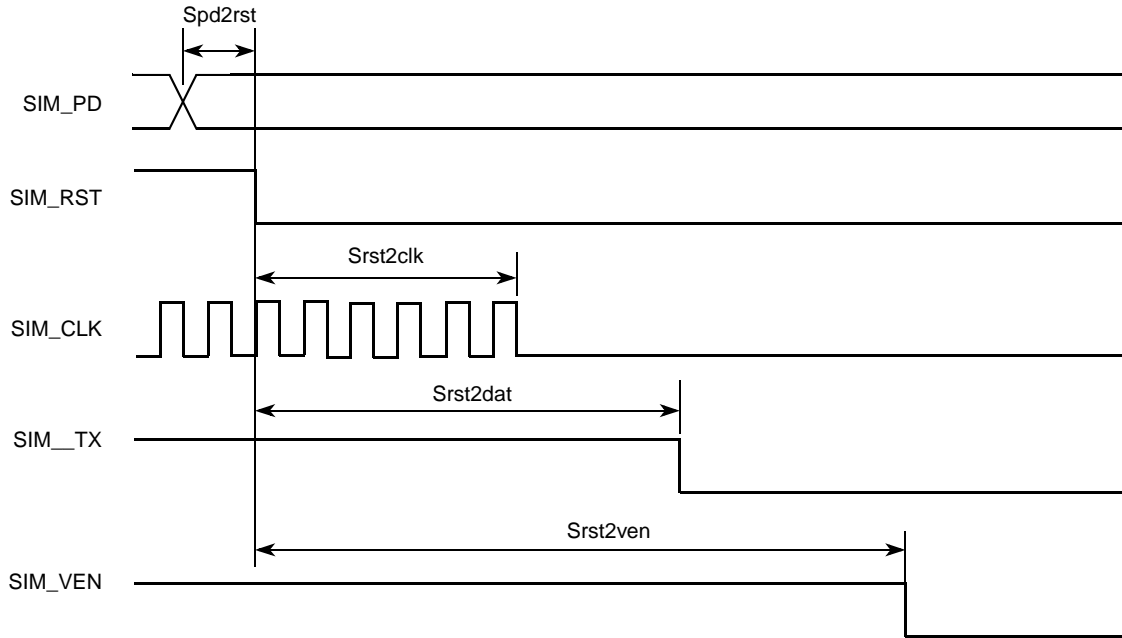 Spd2rst
SIM_PD
SIM_RST
Srst2clk
SIM_CLK
Srst2dat
SIM__TX
Srst2ven
SIM_VEN